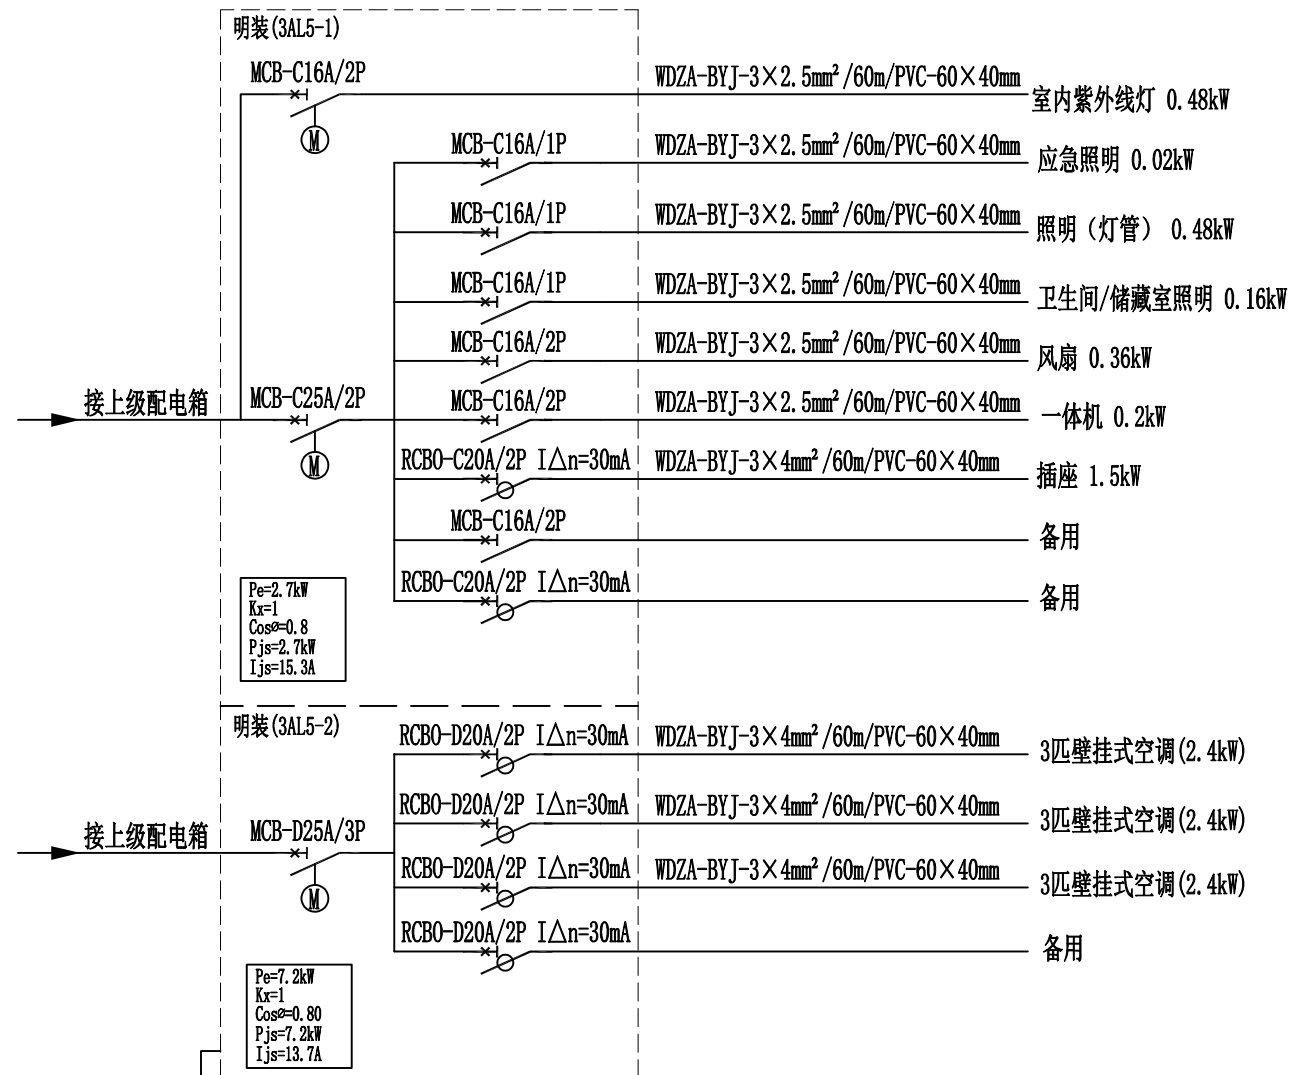 明装(3AL5-1)
MCB-C16A/2P
WDZA-BYJ-3×2.5mm²/60m/PVC-60×40mm
室内紫外线灯 0.48kW
M
MCB-C16A/1P
WDZA-BYJ-3×2.5mm²/60m/PVC-60×40mm
应急照明 0.02kW
MCB-C16A/1P
WDZA-BYJ-3×2.5mm²/60m/PVC-60×40mm
照明（灯管） 0.48kW
MCB-C16A/1P
WDZA-BYJ-3×2.5mm²/60m/PVC-60×40mm
卫生间/储藏室照明 0.16kW
MCB-C16A/2P
WDZA-BYJ-3×2.5mm²/60m/PVC-60×40mm
风扇 0.36kW
接上级配电箱
MCB-C25A/2P
M
MCB-C16A/2P
WDZA-BYJ-3×2.5mm²/60m/PVC-60×40mm
一体机 0.2kW
RCBO-C20A/2P I△n=30mA
WDZA-BYJ-3×4mm²/60m/PVC-60×40mm
插座 1.5kW
MCB-C16A/2P
备用
RCBO-C20A/2P I△n=30mA
备用
Pe=2.7kW
Kx=1
Cosø=0.8
Pjs=2.7kW
Ijs=15.3A
明装(3AL5-2)
RCBO-D20A/2P I△n=30mA
WDZA-BYJ-3×4mm²/60m/PVC-60×40mm
3匹壁挂式空调(2.4kW)
RCBO-D20A/2P I△n=30mA
WDZA-BYJ-3×4mm²/60m/PVC-60×40mm
3匹壁挂式空调(2.4kW)
接上级配电箱
MCB-D25A/3P
M
RCBO-D20A/2P I△n=30mA
WDZA-BYJ-3×4mm²/60m/PVC-60×40mm
3匹壁挂式空调(2.4kW)
RCBO-D20A/2P I△n=30mA
备用
Pe=7.2kW
Kx=1
Cosø=0.80
Pjs=7.2kW
Ijs=13.7A